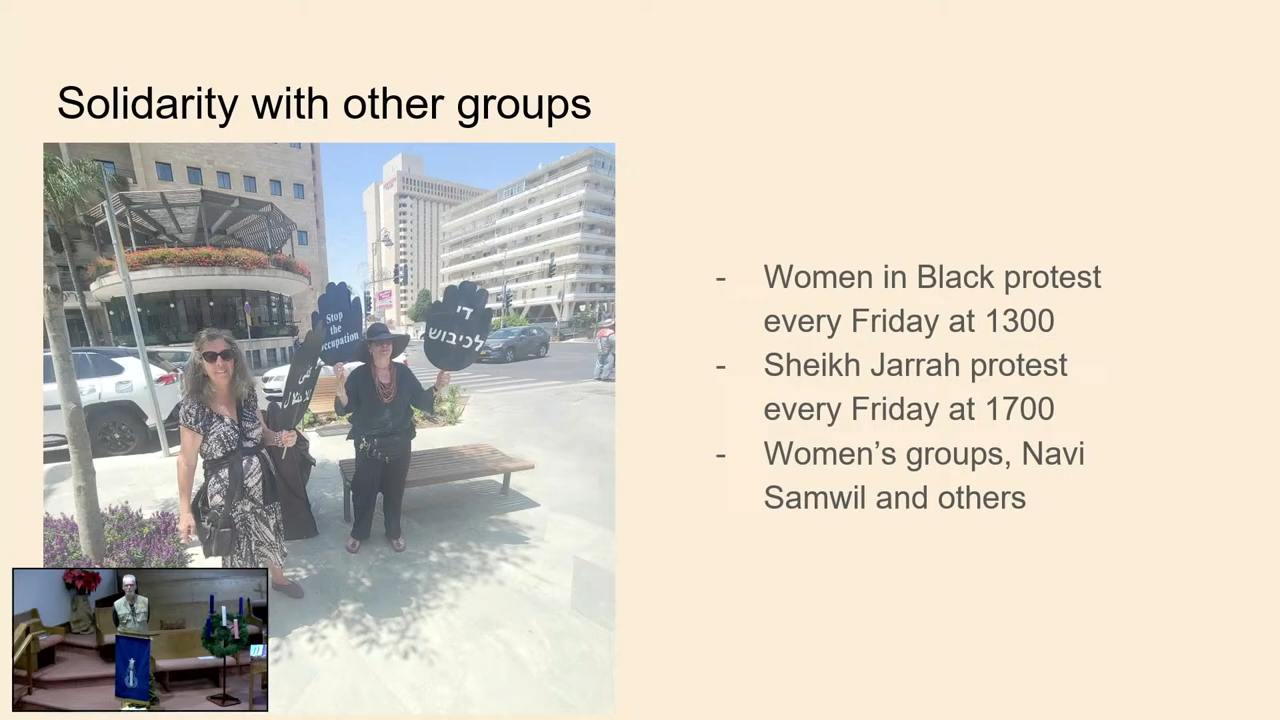 Solidarity with other groups
Stop
the
ccupation
די
לכיבוש
- Women in Black protest
every Friday at 1300
- Sheikh Jarrah protest
every Friday at 1700
- Women’s groups, Navi
Samwil and others